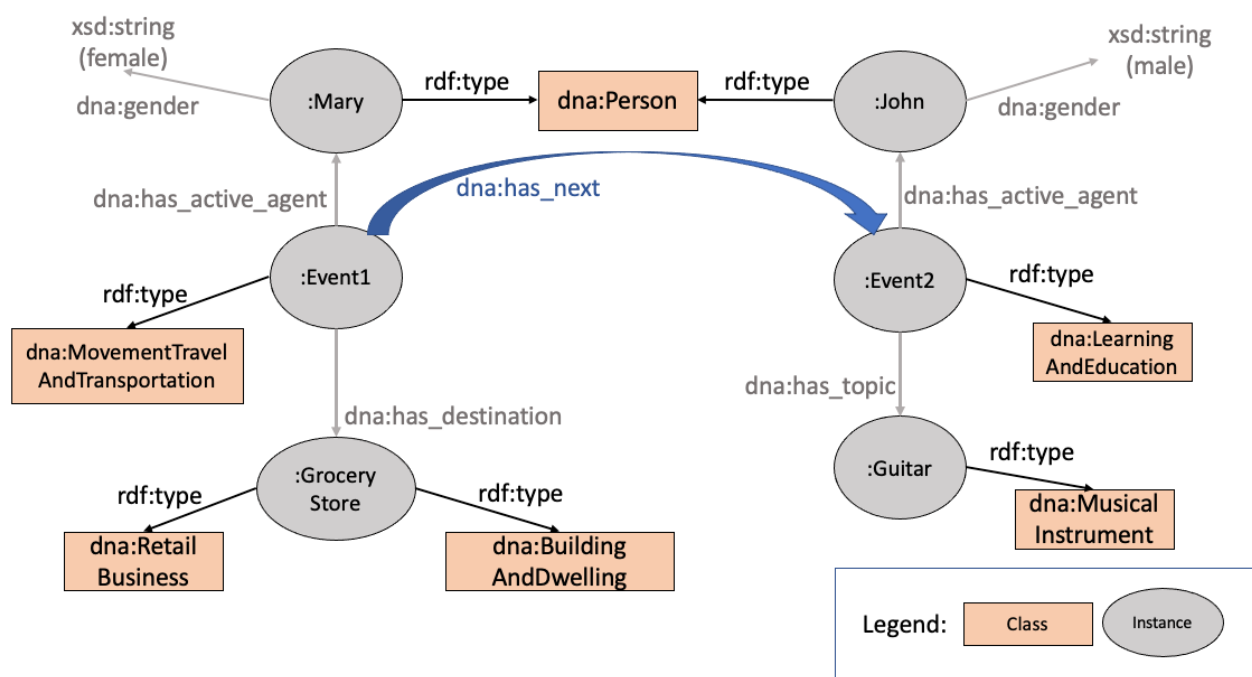 xsd:string
(female)
xsd:string
(male)
rdf:type
rdf:type
:Mary
dna:Person
:John
dna:gender
dna:gender
dna:has_next
dna:has_active_agent
dna:has_active_agent
:Event1
:Event2
rdf:type
rdf:type
dna:MovementTravel
AndTransportation
dna:Learning
AndEducation
dna:has_topic
dna:has_destination
:Grocery
Store
:Guitar
rdf:type
rdf:type
rdf:type
dna:Retail
Business
dna:Building
AndDwelling
dna:Musical
Instrument
Legend:
Class
Instance